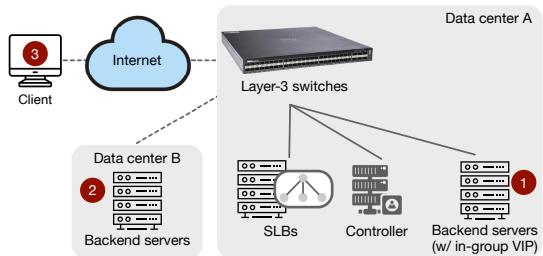 Data center A
3
Internet
Client
Layer-3 switches
Data center B
2
Backend servers
SLBs
Controller
1
Backend servers
(w/ in-group VIP)